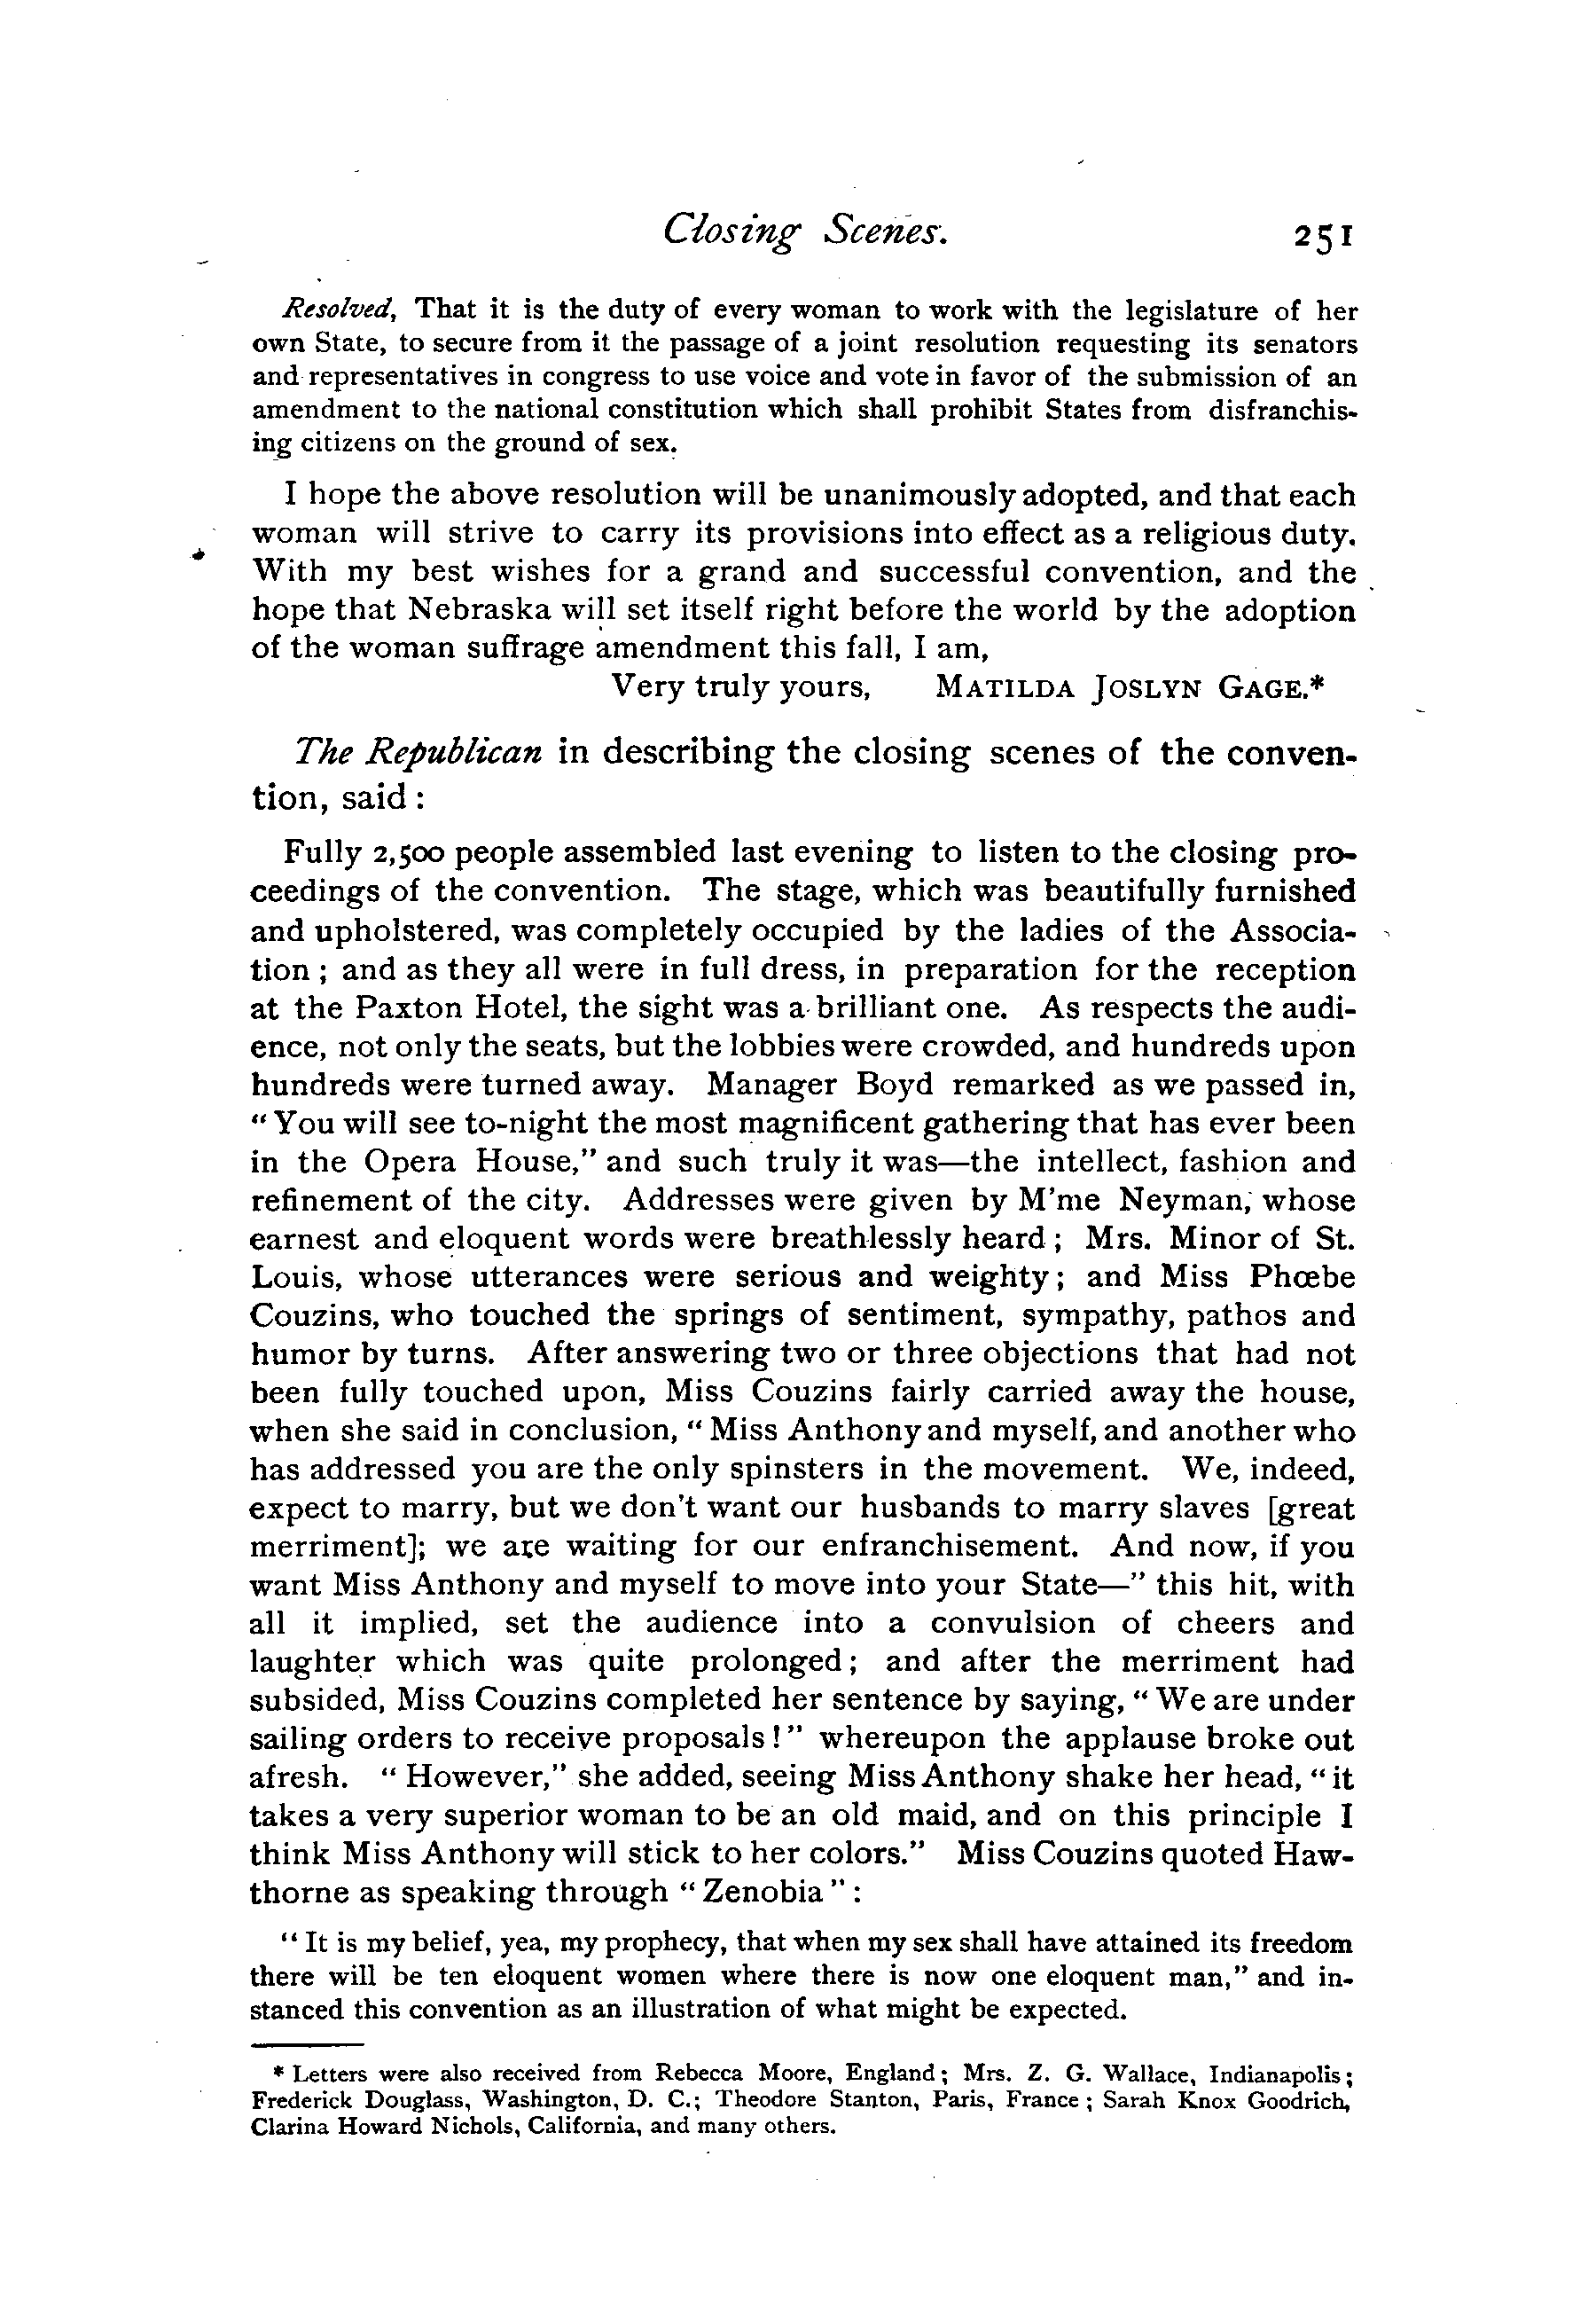 Closing Scenes. 251
Resolved, That it is the duty of every woman to work with the legislature of her
own State, to secure from it the passage of a joint resolution requesting its senators
and representatives in congress to use voice and vote in favor of the submission of an
amendment to the national constitution which shall prohibit States from disfranchis-
ing citizens on the ground of sex.
I hope the above resolution will be unanimously adopted, and that each
woman will strive to carry its provisions into effect as a religious duty.
With my best wishes for a grand and successful convention, and the
hope that Nebraska will set itself right before the world by the adoption
of the woman suffrage amendment this fall, I am,
Very truly yours, MATILDA JOSLYN GAGE.*
The Republican in describing the closing scenes of the conven-
tion, said :
Fully 2,500 people assembled last evening to listen to the closing pro-
ceedings of the convention. The stage, which was beautifully furnished
and upholstered, was completely occupied by the ladies of the Associa-
tion ; and as they all were in full dress, in preparation for the reception
at the Paxton Hotel, the sight was a brilliant one. As respects the audi-
ence, not only the seats, but the lobbies were crowded, and hundreds upon
hundreds were turned away. Manager Boyd remarked as we passed in,
"You will see to-night the most magnificent gathering that has ever been
in the Opera House," and such truly it was—the intellect, fashion and
refinement of the city. Addresses were given by M'me Neyman, whose
earnest and eloquent words were breathlessly heard ; Mrs. Minor of St.
Louis, whose utterances were serious and weighty ; and Miss Phœbe
Couzins, who touched the springs of sentiment, sympathy, pathos and
humor by turns. After answering two or three objections that had not
been fully touched upon, Miss Couzins fairly carried away the house,
when she said in conclusion, "Miss Anthony and myself, and another who
has addressed you are the only spinsters in the movement. We, indeed,
expect to marry, but we don't want our husbands to marry slaves [great
merriment]; we are waiting for our enfranchisement. And now, if you
want Miss Anthony and myself to move into your State—" this hit, with
all it implied, set the audience into a convulsion of cheers and
laughter which was quite prolonged ; and after the merriment had
subsided, Miss Couzins completed her sentence by saying, "We are under
sailing orders to receive proposals !" whereupon the applause broke out
afresh. "However," she added, seeing Miss Anthony shake her head, "it
takes a very superior woman to be an old maid, and on this principle I
think Miss Anthony will stick to her colors." Miss Couzins quoted Haw-
thorne as speaking through "Zenobia" :
"It is my belief, yea, my prophecy, that when my sex shall have attained its freedom
there will be ten eloquent women where there is now one eloquent man," and in-
stanced this convention as an illustration of what might be expected.
* Letters were also received from Rebecca Moore, England ; Mrs. Z. G. Wallace, Indianapolis ;
Frederick Douglass, Washington, D. C.; Theodore Stanton, Paris, France ; Sarah Knox Goodrich,
Clarina Howard Nichols, California, and many others.